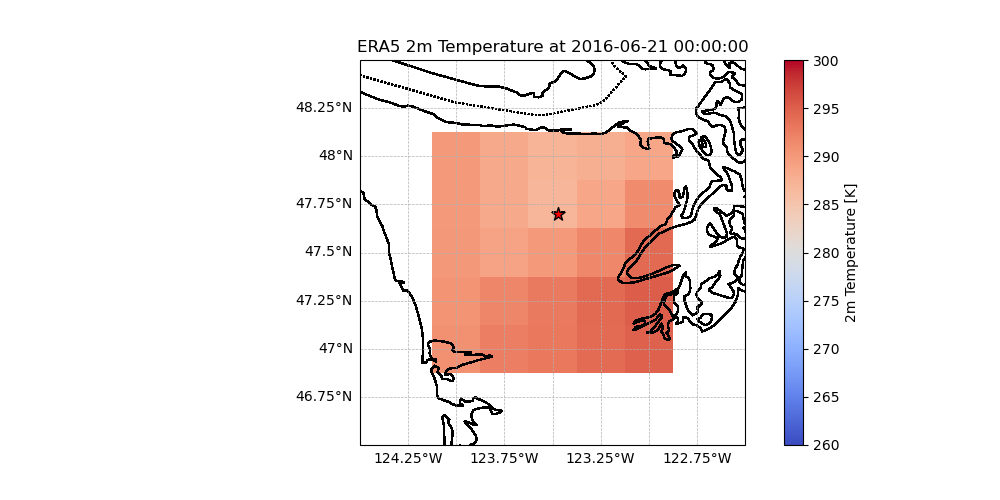 ERA5 2m Temperature at 2016-06-21 00:00:00
48.25°N
48°N
47.75°N
47.5°N
47.25°N
47°N
46.75°N
124.25°W 123.75°W 123.25°W 122.75°W
300
295
290
285
280
275
270
265
260
2m Temperature [K]